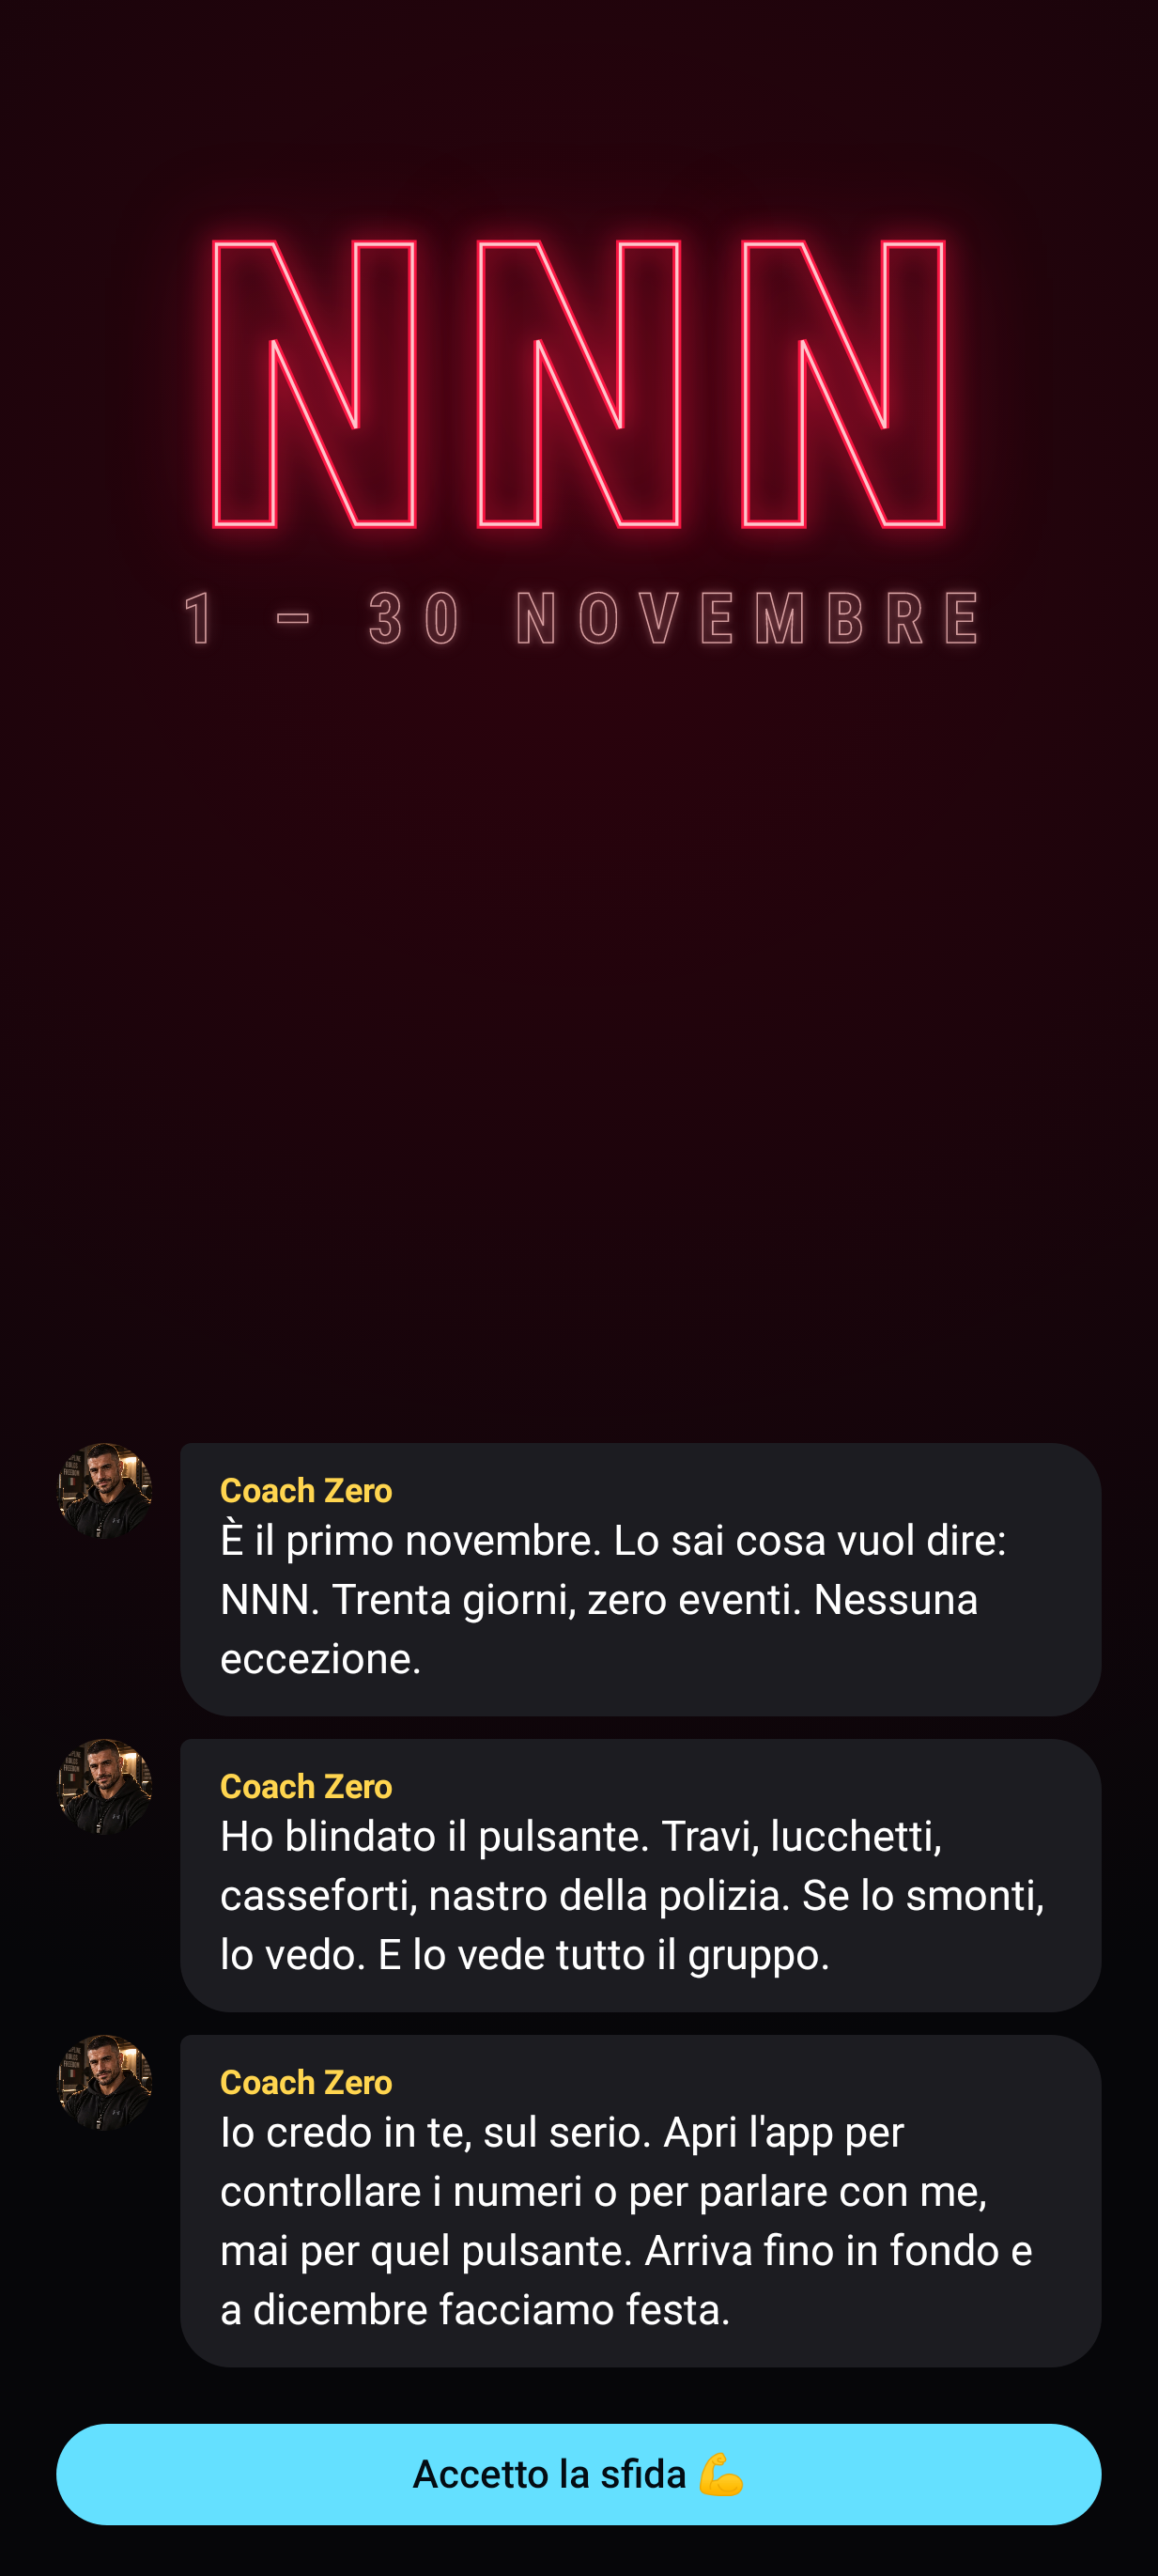 NNN
1 – 30 NOVEMBRE
Coach Zero
È il primo novembre. Lo sai cosa vuol dire:
NNN. Trenta giorni, zero eventi. Nessuna
eccezione.
Coach Zero
Ho blindato il pulsante. Travi, lucchetti,
casseforti, nastro della polizia. Se lo smonti,
lo vedo. E lo vede tutto il gruppo.
Coach Zero
Io credo in te, sul serio. Apri l'app per
controllare i numeri o per parlare con me,
mai per quel pulsante. Arriva fino in fondo e
a dicembre facciamo festa.
Accetto la sfida 💪